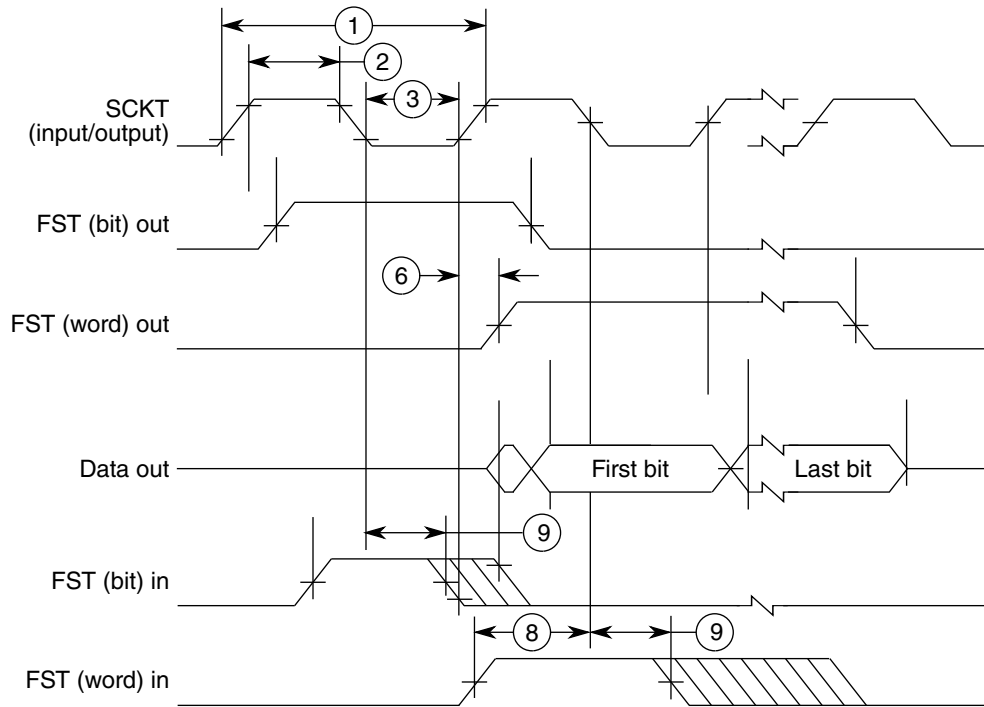 1
2
3
SCKT
(input/output)
FST (bit) out
6
FST (word) out
Data out
First bit
Last bit
9
FST (bit) in
8
9
FST (word) in